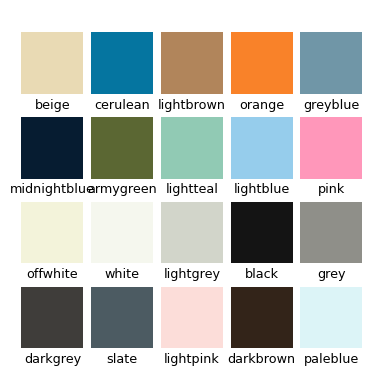 beige cerulean lightbrown orange greyblue
midnightblue armygreen lightteal lightblue pink
offwhite white lightgrey black grey
darkgrey slate lightpink darkbrown paleblue